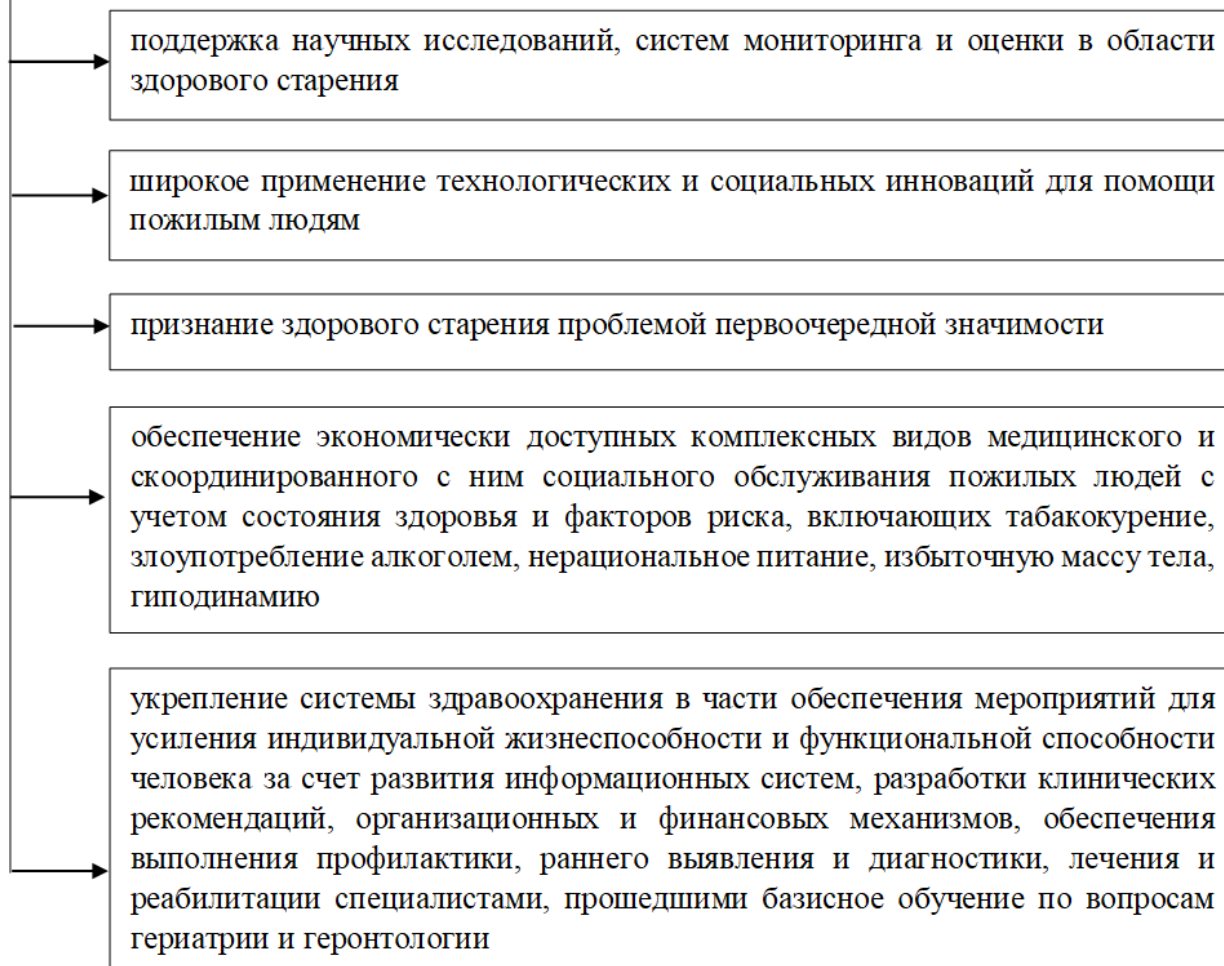 поддержка научных исследований, систем мониторинга и оценки в области
здорового старения
широкое применение технологических и социальных инноваций для помощи
пожилым людям
признание здорового старения проблемой первоочередной значимости
обеспечение экономически доступных комплексных видов медицинского и
скоординированного с ним социального обслуживания пожилых людей с
учетом состояния здоровья и факторов риска, включающих табакокурение,
злоупотребление алкоголем, нерациональное питание, избыточную массу тела,
гиподинамию
укрепление системы здравоохранения в части обеспечения мероприятий для
усиления индивидуальной жизнеспособности и функциональной способности
человека за счет развития информационных систем, разработки клинических
рекомендаций, организационных и финансовых механизмов, обеспечения
выполнения профилактики, раннего выявления и диагностики, лечения и
реабилитации специалистами, прошедшими базисное обучение по вопросам
гериатрии и геронтологии